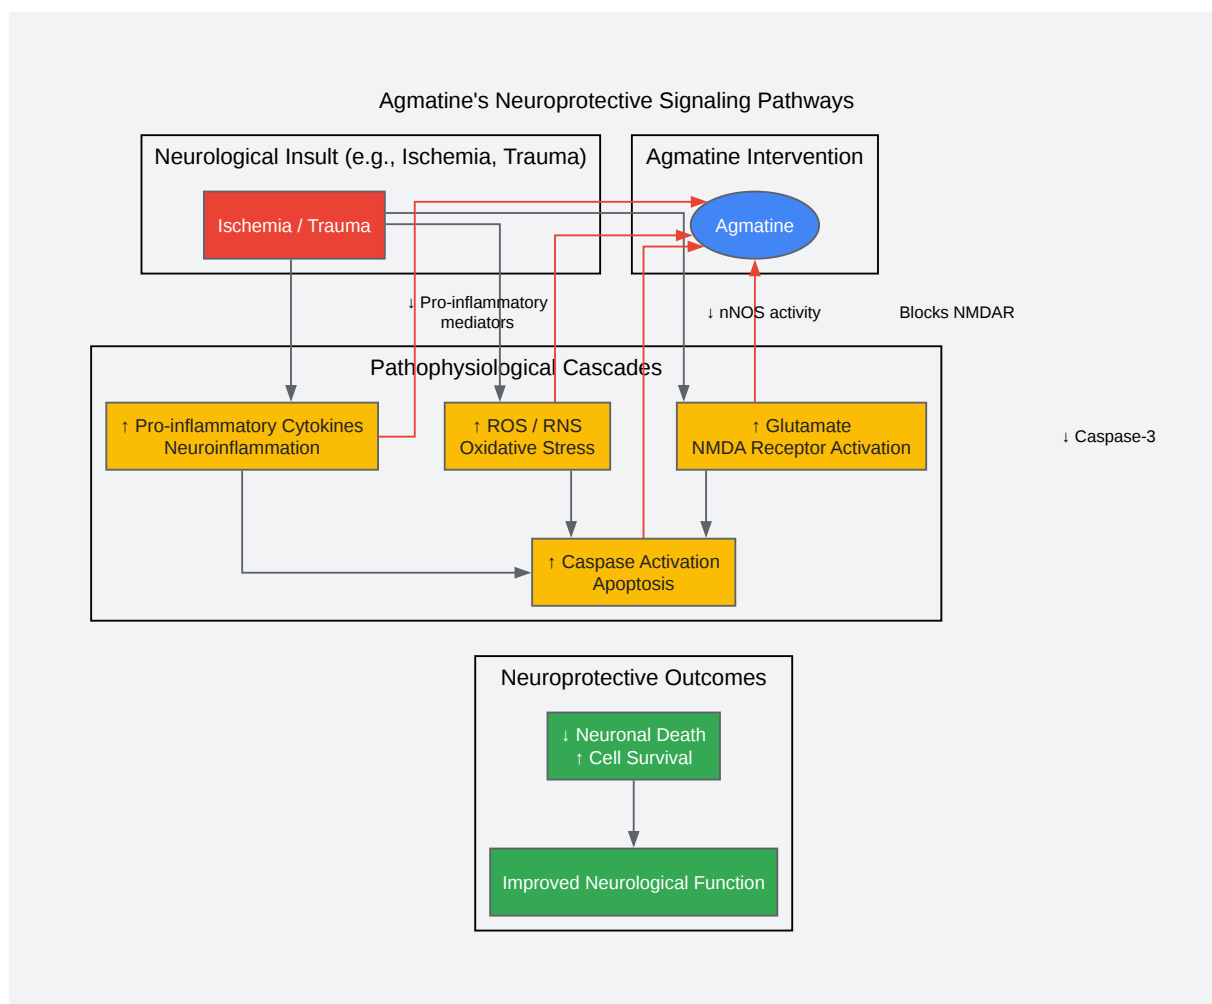 Agmatine's Neuroprotective Signaling Pathways
Neurological Insult (e.g., Ischemia, Trauma)
Agmatine Intervention
Ischemia / Trauma
Agmatine
↓ Pro-inflammatory
mediators
↓ nNOS activity
Blocks NMDAR
Pathophysiological Cascades
↑ Pro-inflammatory Cytokines
Neuroinflammation
↑ ROS / RNS
Oxidative Stress
↑ Glutamate
NMDA Receptor Activation
↓ Caspase-3
↑ Caspase Activation
Apoptosis
Neuroprotective Outcomes
↓ Neuronal Death
↑ Cell Survival
Improved Neurological Function